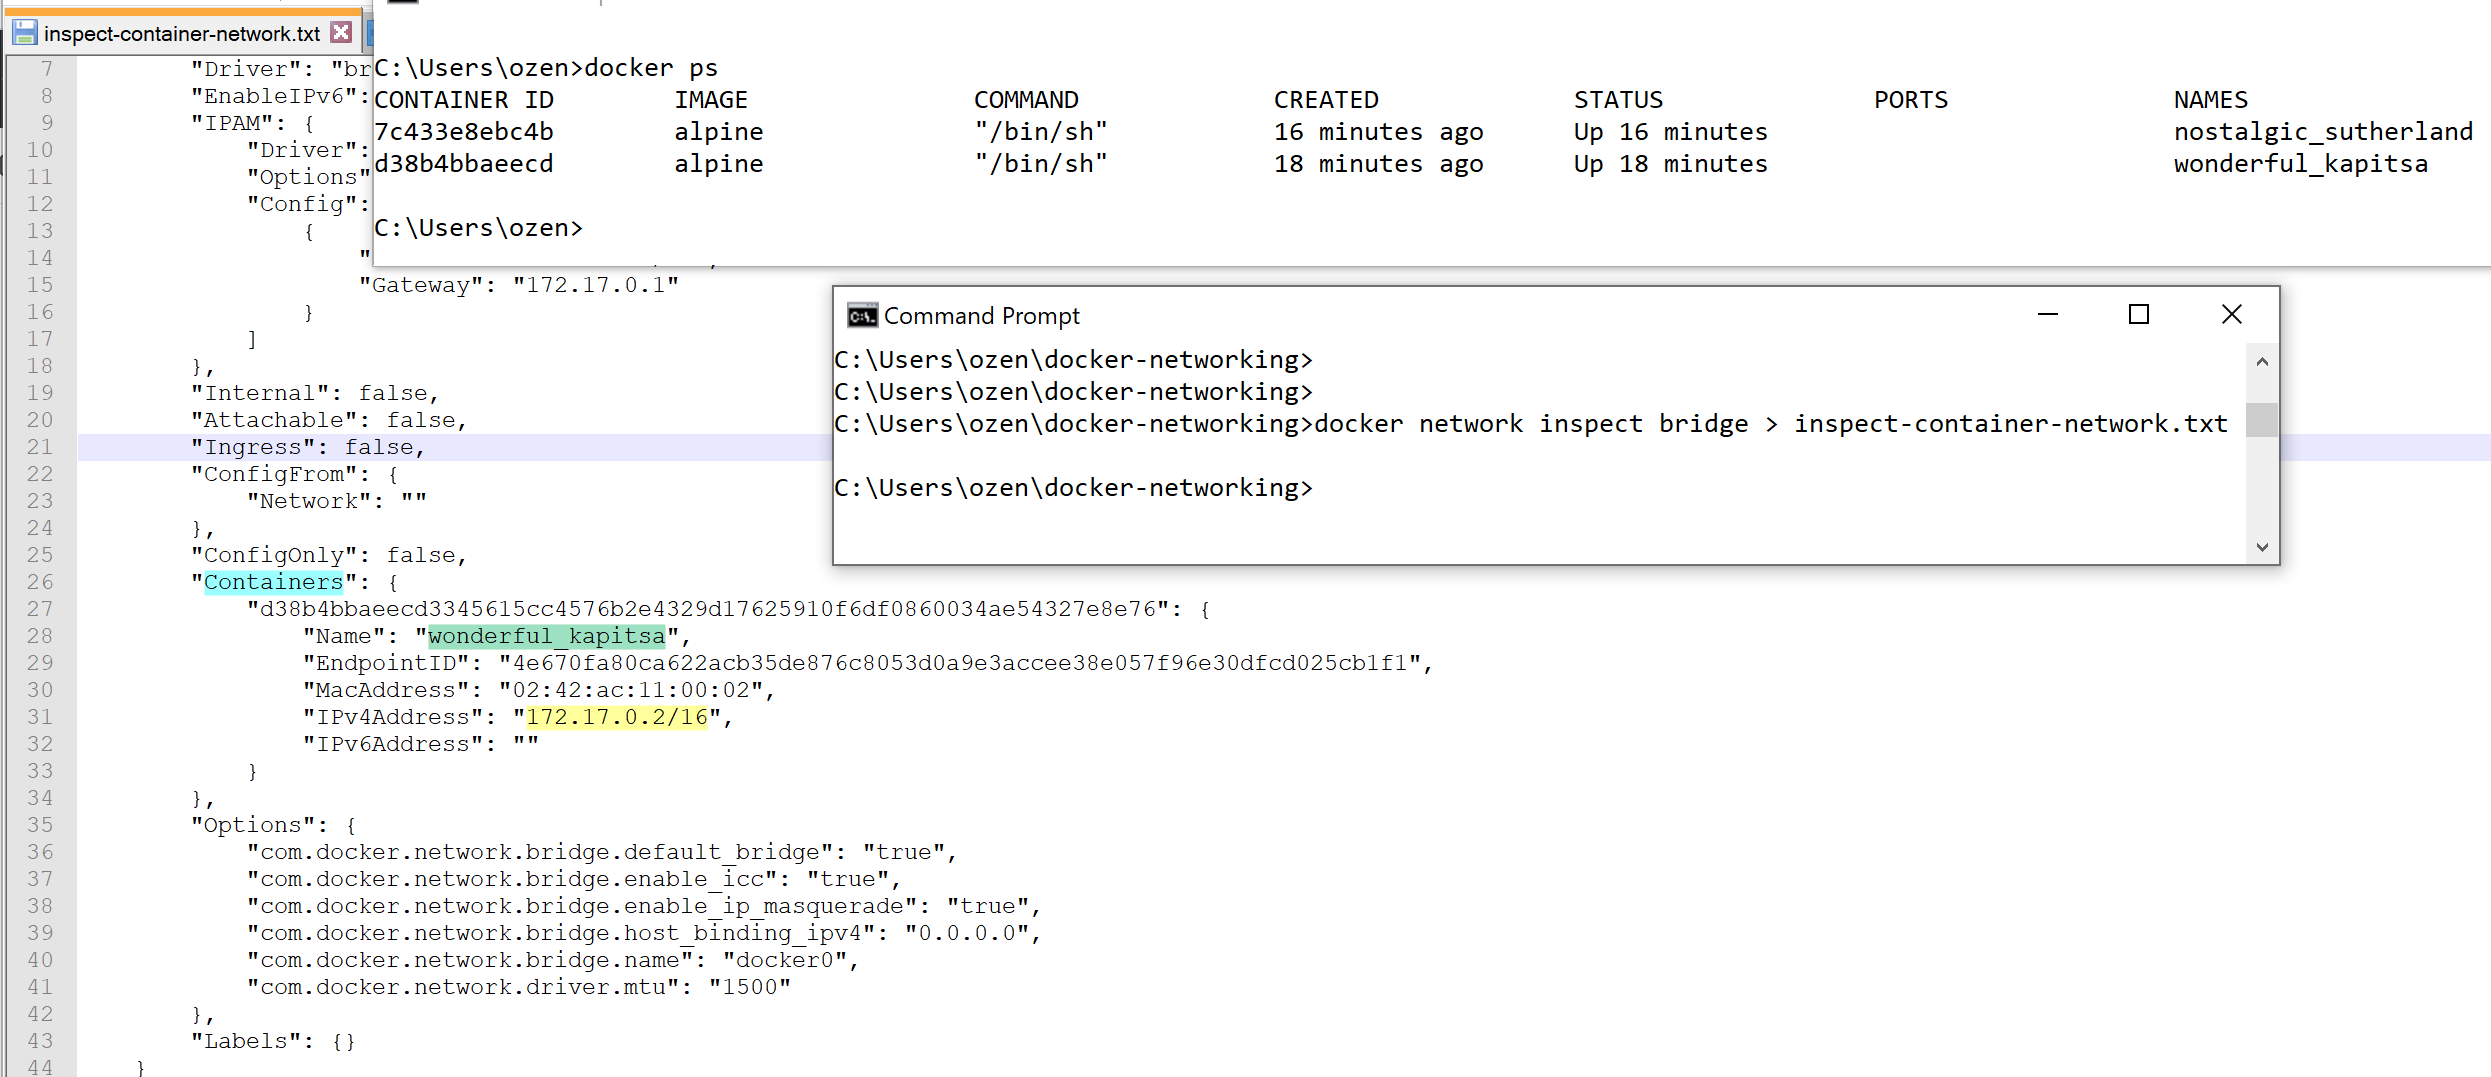 inspect-container-network.txt
7 "Driver": "br
8 "EnableIPv6":
9 "IPAM": {
10 "Driver":
11 "Options"
12 "Config":
13 {
14 "
15 "Gateway": "172.17.0.1"
16 }
17 ]
18 },
19 "Internal": false,
20 "Attachable": false,
21 "Ingress": false,
22 "ConfigFrom": {
23 "Network": ""
24 },
25 "ConfigOnly": false,
26 "Containers": {
27 "d38b4bbaeecd3345615cc4576b2e4329d17625910f6df0860034ae54327e8e76": {
28 "Name": "wonderful_kapitsa",
29 "EndpointID": "4e670fa80ca622acb35de876c8053d0a9e3accee38e057f96e30dfcd025cb1f1",
30 "MacAddress": "02:42:ac:11:00:02",
31 "IPv4Address": "172.17.0.2/16",
32 "IPv6Address": ""
33 }
34 },
35 "Options": {
36 "com.docker.network.bridge.default_bridge": "true",
37 "com.docker.network.bridge.enable_icc": "true",
38 "com.docker.network.bridge.enable_ip_masquerade": "true",
39 "com.docker.network.bridge.host_binding_ipv4": "0.0.0.0",
40 "com.docker.network.bridge.name": "docker0",
41 "com.docker.network.driver.mtu": "1500"
42 },
43 "Labels": {}
44 }
C:\Users\ozen>docker ps
CONTAINER ID IMAGE COMMAND CREATED STATUS PORTS NAMES
7c433e8ebc4b alpine "/bin/sh" 16 minutes ago Up 16 minutes nostalgic_sutherland
d38b4bbaeecd alpine "/bin/sh" 18 minutes ago Up 18 minutes wonderful_kapitsa
C:\Users\ozen>
Command Prompt
C:\Users\ozen\docker-networking>
C:\Users\ozen\docker-networking>
C:\Users\ozen\docker-networking>docker network inspect bridge > inspect-container-network.txt
C:\Users\ozen\docker-networking>